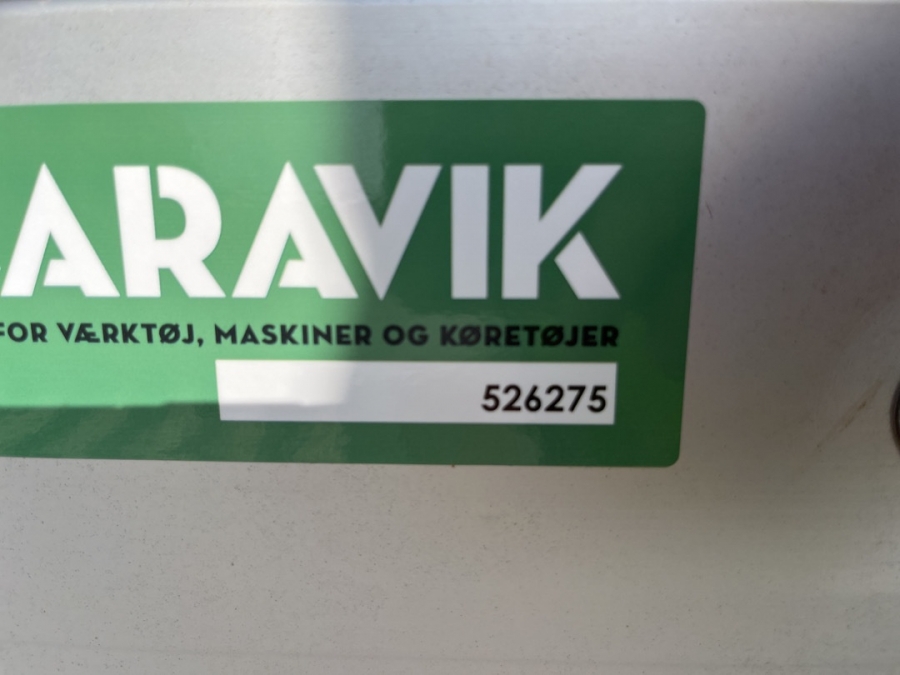 ARAVIK
FOR VÆRKTØJ, MASKINER OG KØRETØJER
526275